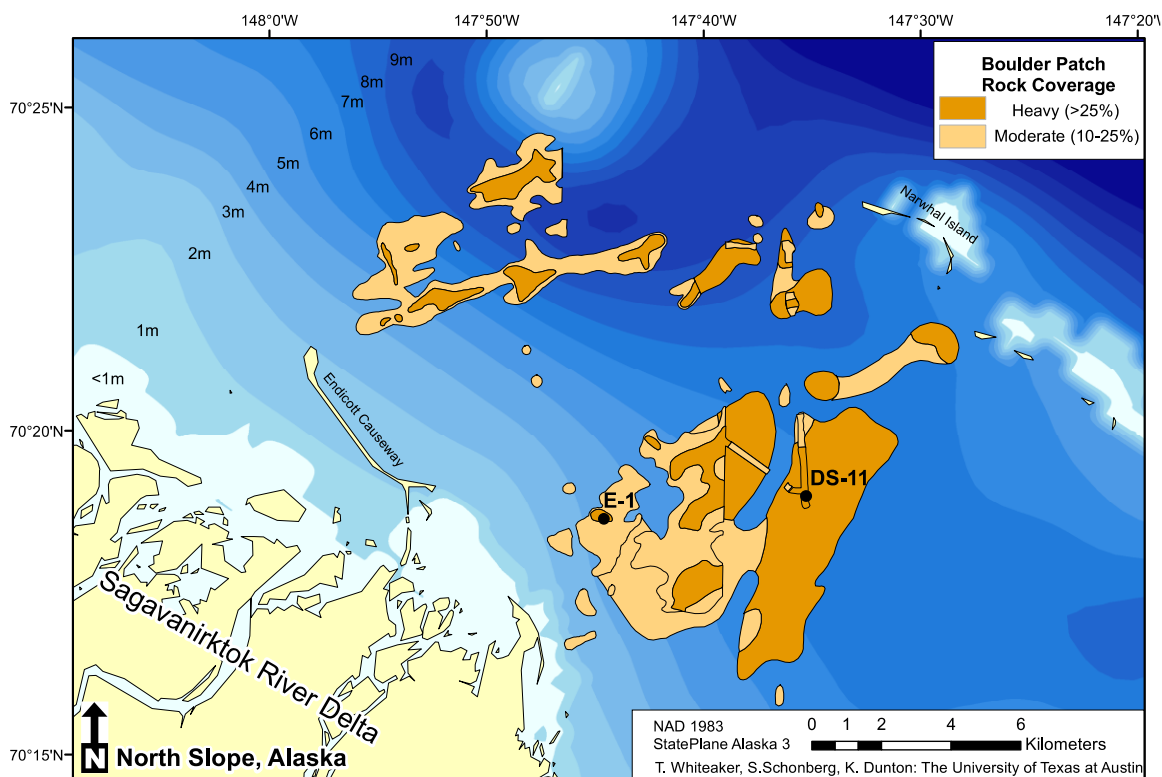 148°0'W 147°50'W 147°40'W 147°30'W 147°20'
70°25'N
70°20'N
70°15'N
9m
8m
7m
6m
5m
4m
3m
2m
1m
<1m
Boulder Patch
Rock Coverage
Heavy (>25%)
Moderate (10-25%)
Narwhal Island
Endicott Causeway
DS-11
E-1
Sagavanirktok River Delta
N North Slope, Alaska
NAD 1983
StatePlane Alaska 3
0 1 2 4 6
Kilometers
T. Whiteaker, S.Schonberg, K. Dunton: The University of Texas at Austin